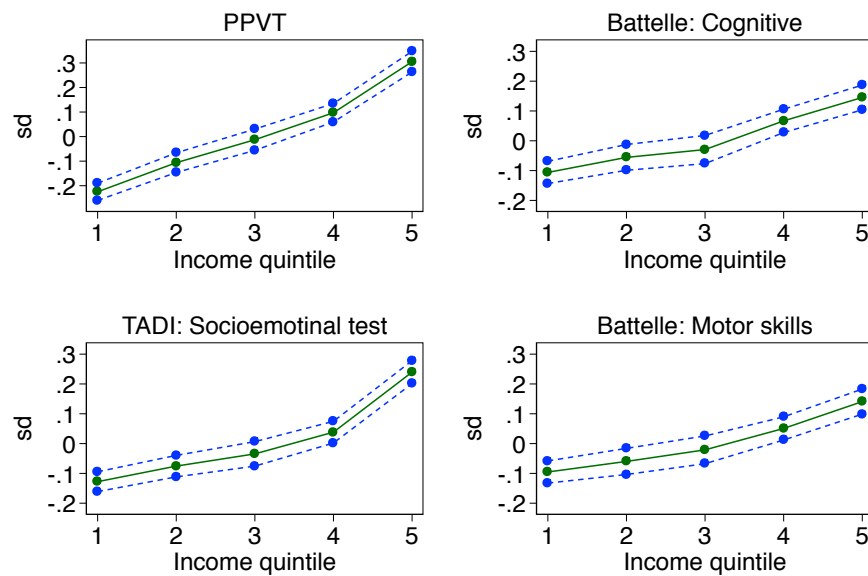 PPVT
sd
.3
.2
.1
0
-.1
-.2
1 2 3 4 5
Income quintile
Battelle: Cognitive
sd
.3
.2
.1
0
-.1
-.2
1 2 3 4 5
Income quintile
TADI: Socioemotinal test
sd
.3
.2
.1
0
-.1
-.2
1 2 3 4 5
Income quintile
Battelle: Motor skills
sd
.3
.2
.1
0
-.1
-.2
1 2 3 4 5
Income quintile